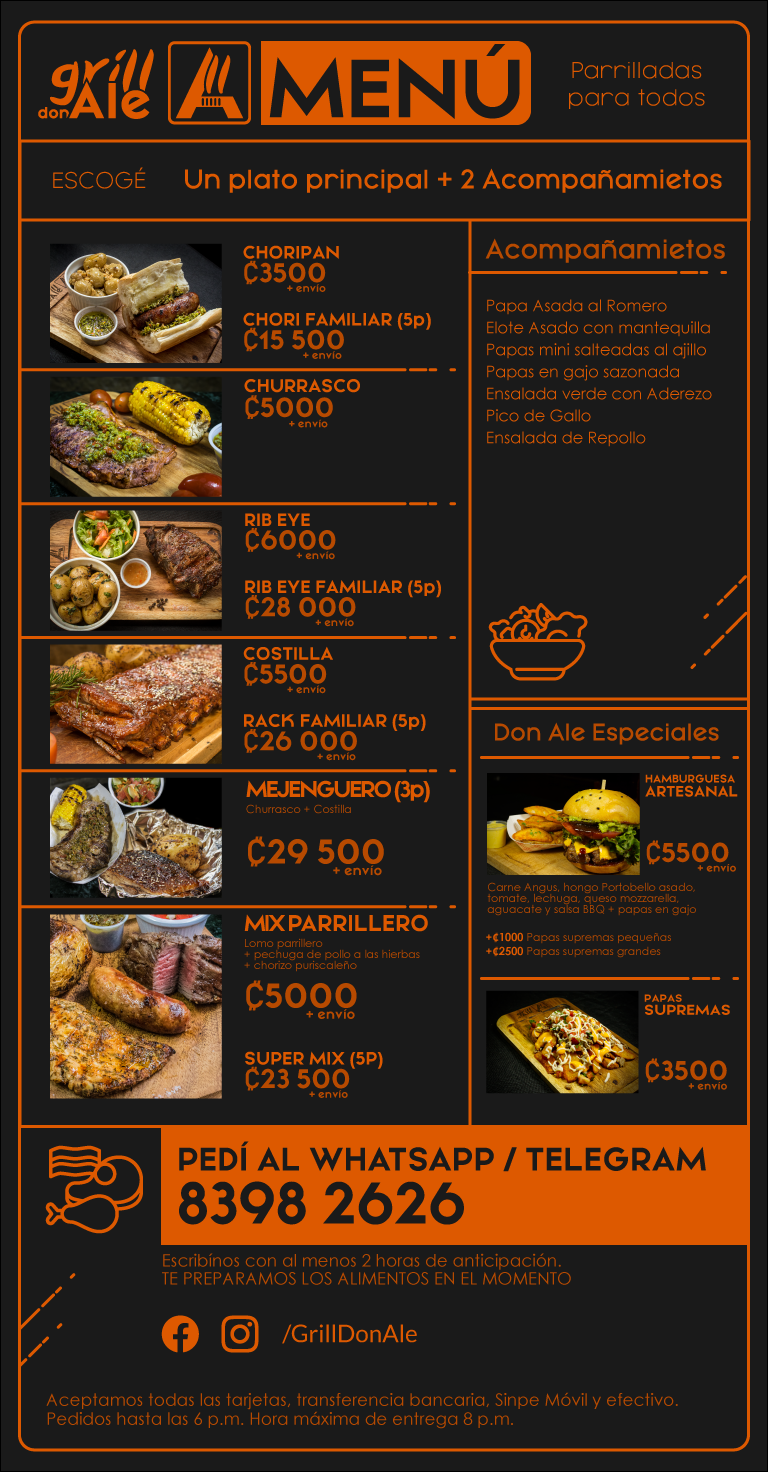 grill
don Ale
MENÚ
Parrilladas
para todos
ESCOGÉ
Un plato principal + 2 Acompañamietos
CHORIPAN
₡3500
+ envío
CHORI FAMILIAR (5p)
₡15 500
+ envío
CHURRASCO
₡5000
+ envío
RIB EYE
₡6000
+ envío
RIB EYE FAMILIAR (5p)
₡28 000
+ envío
COSTILLA
₡5500
+ envío
RACK FAMILIAR (5p)
₡26 000
+ envío
MEJENGUERO (3p)
Churrasco + Costilla
₡29 500
+ envío
MIX PARRILLERO
Lomo parrillero
+ pechuga de pollo a las hierbas
+ chorizo puriscaleño
₡5000
+ envío
SUPER MIX (5P)
₡23 500
+ envío
Acompañamietos
Papa Asada al Romero
Elote Asado con mantequilla
Papas mini salteadas al ajillo
Papas en gajo sazonada
Ensalada verde con Aderezo
Pico de Gallo
Ensalada de Repollo
Don Ale Especiales
HAMBURGUESA
ARTESANAL
₡5500
+ envío
Carne Angus, hongo Portobello asado,
tomate, lechuga, queso mozzarella,
aguacate y salsa BBQ + papas en gajo
+₡1000 Papas supremas pequeñas
+₡2500 Papas supremas grandes
PAPAS
SUPREMAS
₡3500
+ envío
PEDÍ AL WHATSAPP / TELEGRAM
8398 2626
Escribínos con al menos 2 horas de anticipación.
TE PREPARAMOS LOS ALIMENTOS EN EL MOMENTO
/GrillDonAle
Aceptamos todas las tarjetas, transferencia bancaria, Sinpe Móvil y efectivo.
Pedidos hasta las 6 p.m. Hora máxima de entrega 8 p.m.